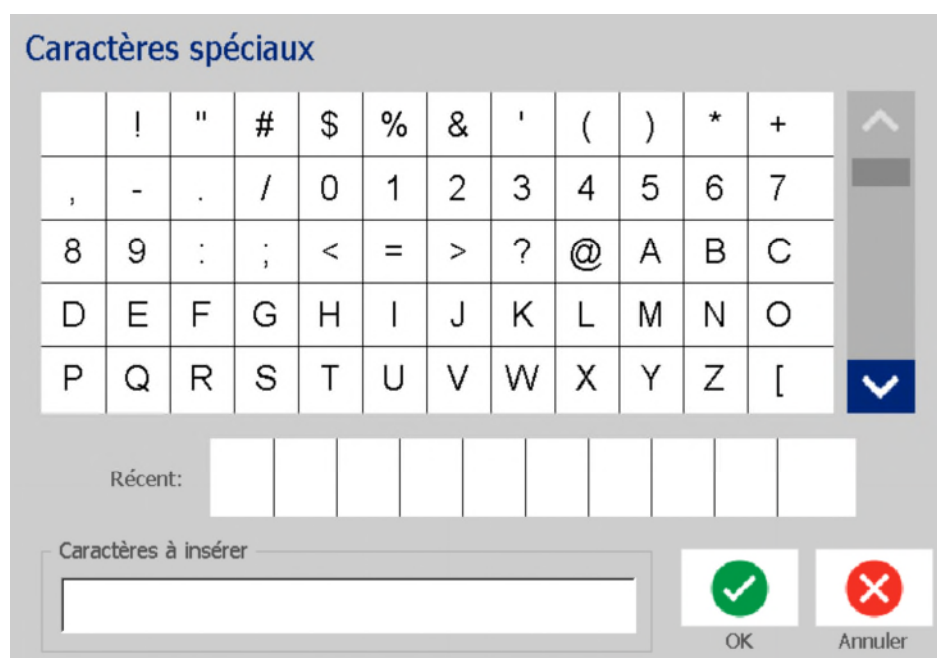 Caractères spéciaux
! " # $ % & ' ( ) * +
, - . / 0 1 2 3 4 5 6 7
8 9 : ; < = > ? @ A B C
D E F G H I J K L M N O
P Q R S T U V W X Y Z [
Récent:
Caractères à insérer
OK Annuler